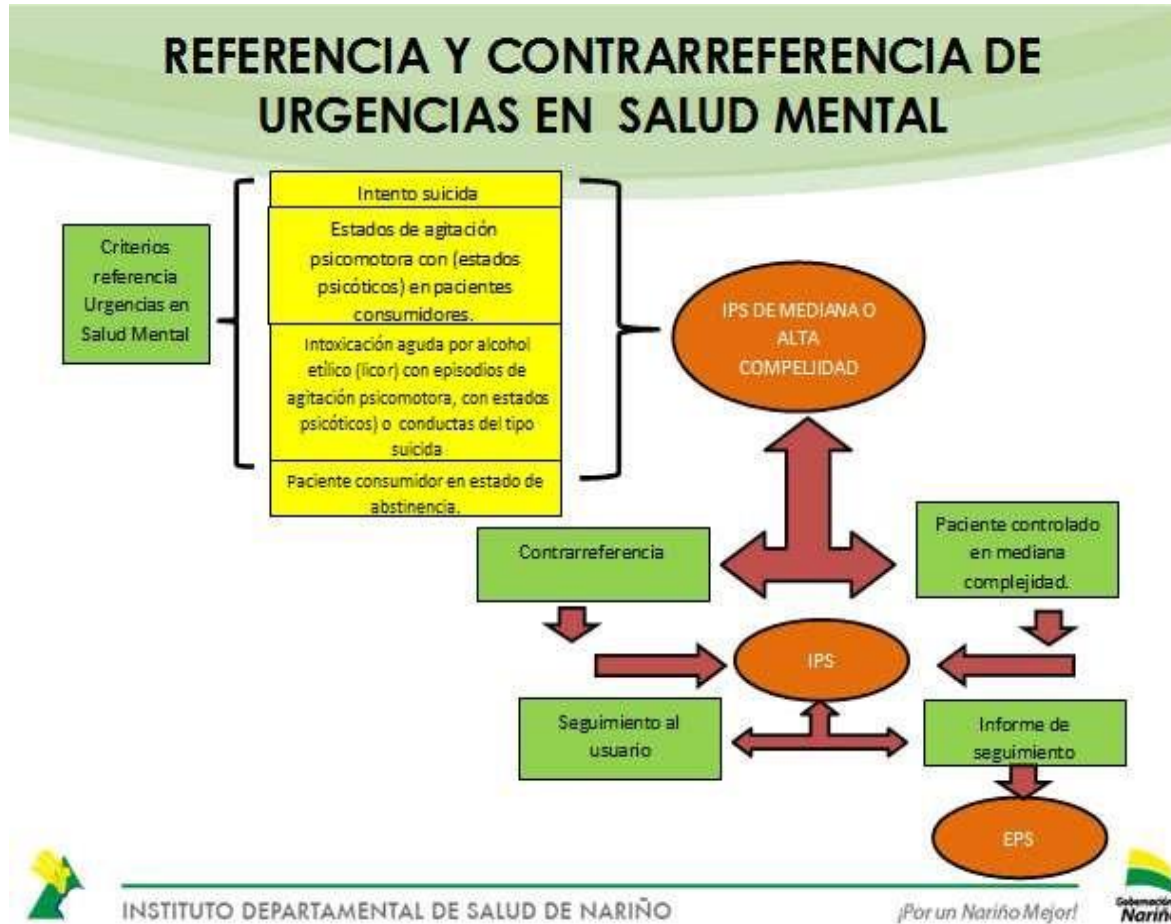 REFERENCIA Y CONTRARREFERENCIA DE
URGENCIAS EN SALUD MENTAL
Criterios
referencia
Urgencias en
Salud Mental
Intento suicida
Estados de agitación
psicomotora con (estados
psicóticos) en pacientes
consumidores.
Intoxicación aguda por alcohol
etílico (licor) con episodios de
agitación psicomotora, con estados
psicóticos) o conductas del tipo
suicida
Paciente consumidor en estado de
abstinencia.
IPS DE MEDIANA O
ALTA
COMPELJIDAD
Contrarreferencia
Paciente controlado
en mediana
complejidad.
IPS
Seguimiento al
usuario
Informe de
seguimiento
EPS
INSTITUTO DEPARTAMENTAL DE SALUD DE NARIÑO
¡Por un Nariño Mejor!
Gobernación
Nariño